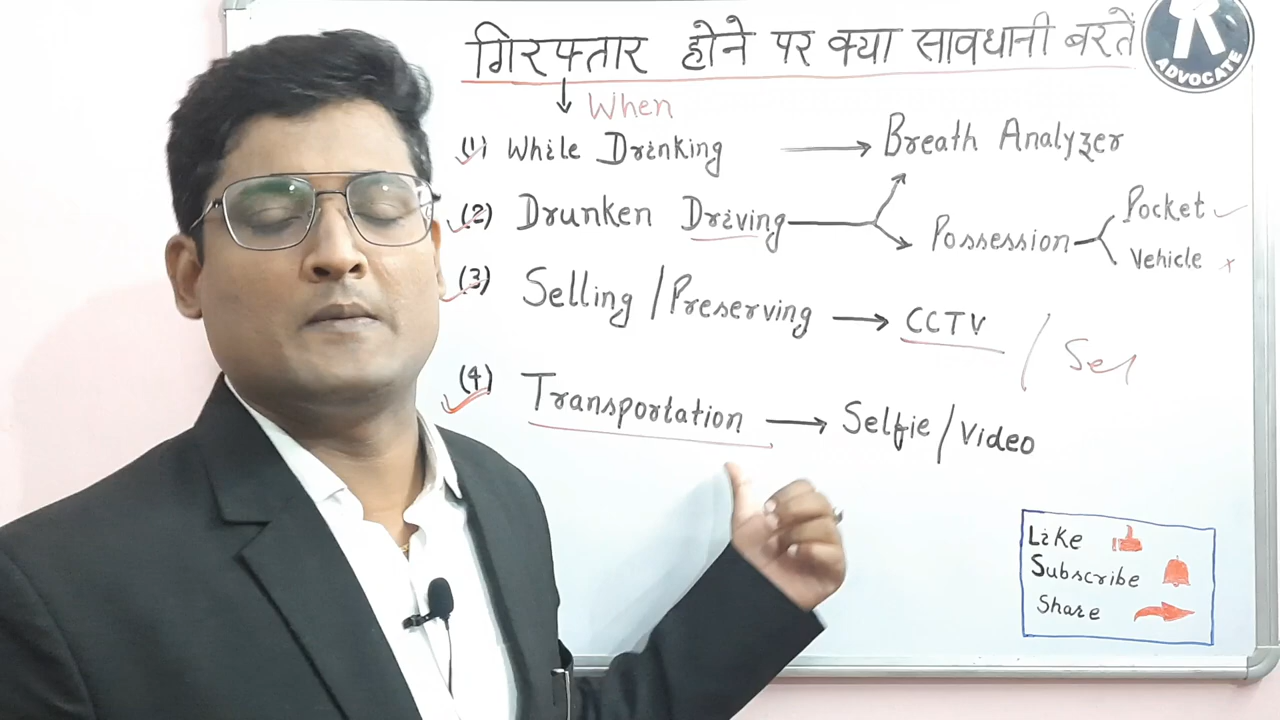 गिरफ्तार होने पर क्या सावधानी बरतें
When
(1) While Drinking → Breath Analyzer
(2) Drunken Driving Possession Pocket
Vehicle
(3) Selling / Preserving → CCTV / Sel
(4) Transportation → Selfie / Video
ADVOCATE
Like
Subscribe
Share